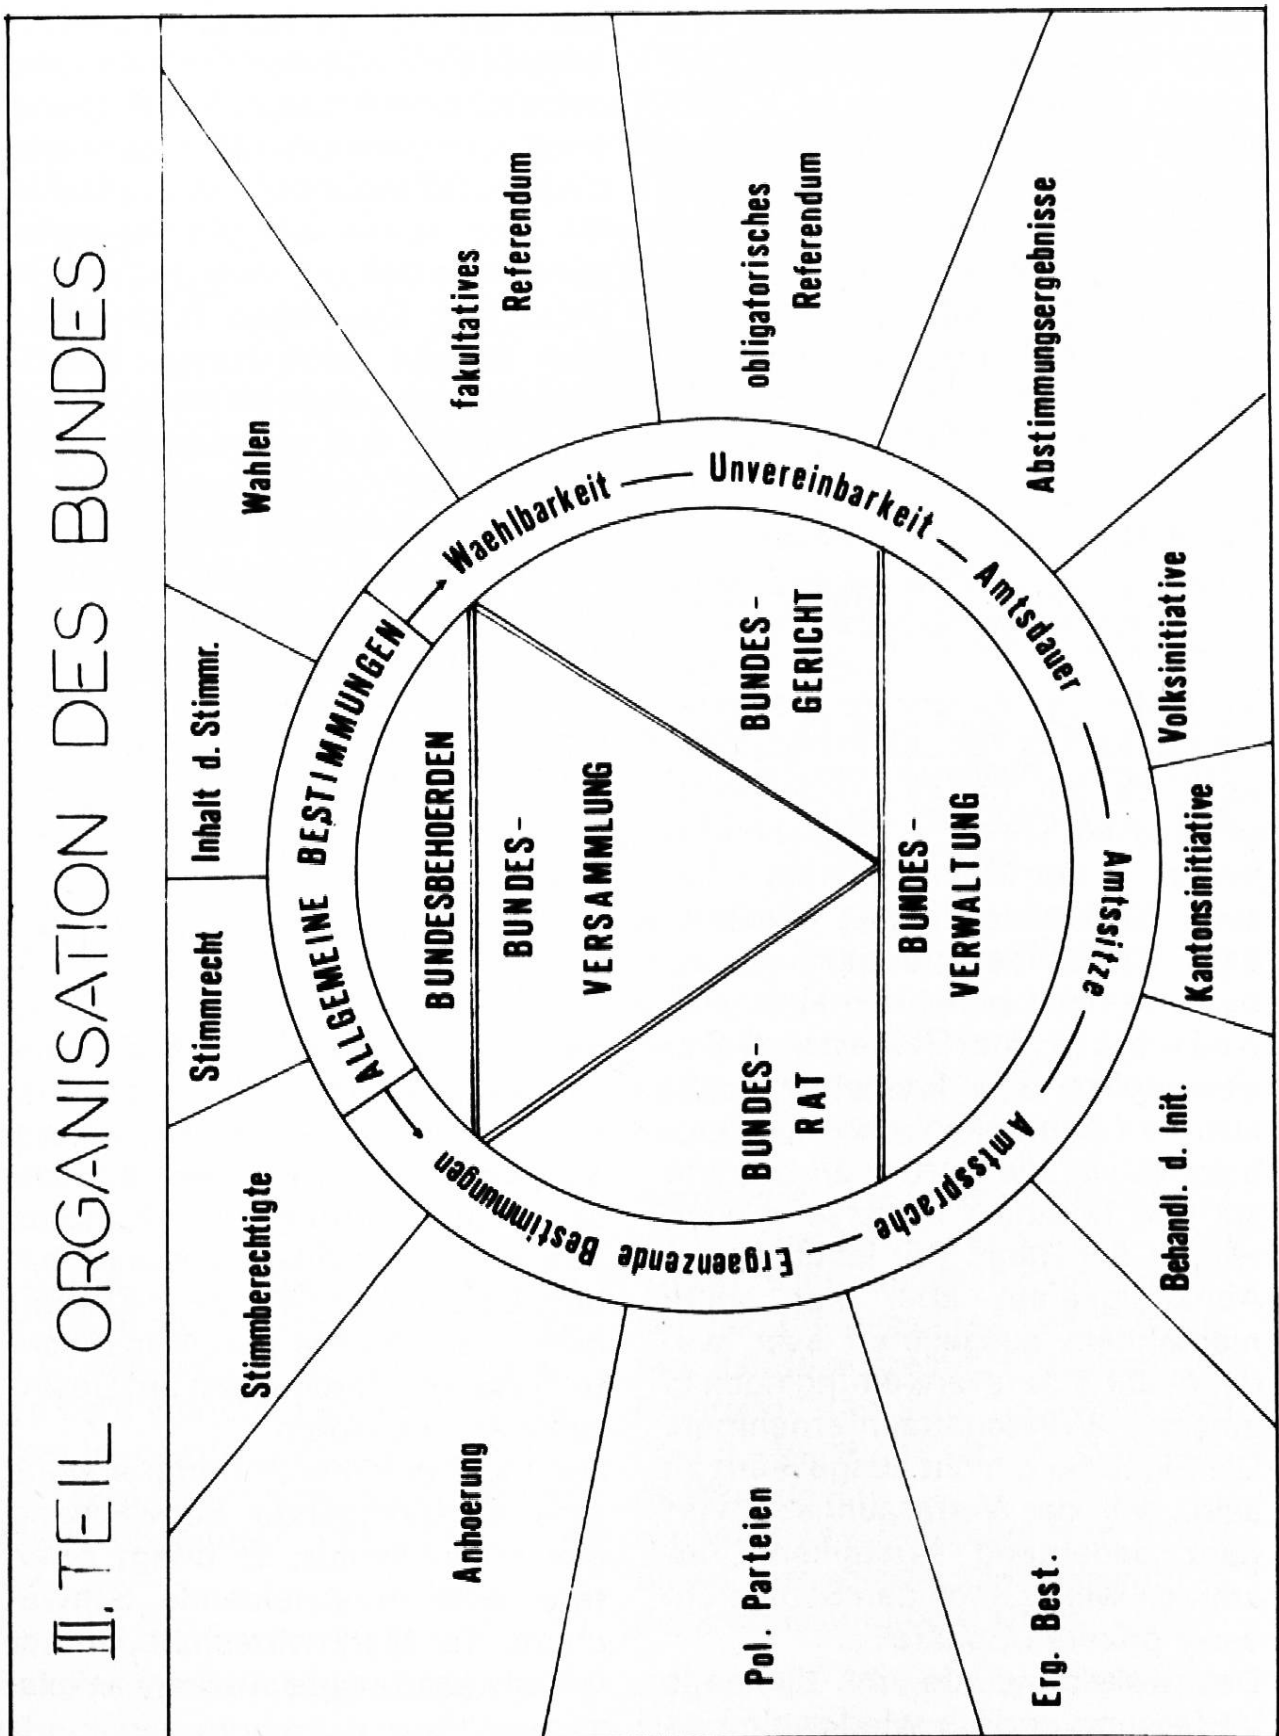 III. TEIL ORGANISATION DES BUNDES
Stimmberechtigte
Stimmrecht
Inhalt d. Stimmr.
Wahlen
fakultatives
Referendum
obligatorisches
Referendum
Abstimmungsergebnisse
Volksinitiative
Kantonsinitiative
Behandl. d. Init.
Erg. Best.
Pol. Parteien
Anhoerung
ALLGEMEINE BESTIMMUNGEN
Waehlbarkeit — Unvereinbarkeit — Amtsdauer — Amtssitze — Amtssprache — Ergaenzende Bestimmungen
BUNDESBEHOERDEN
BUNDES-
VERSAMMLUNG
BUNDES-
RAT
BUNDES-
GERICHT
BUNDES-
VERWALTUNG